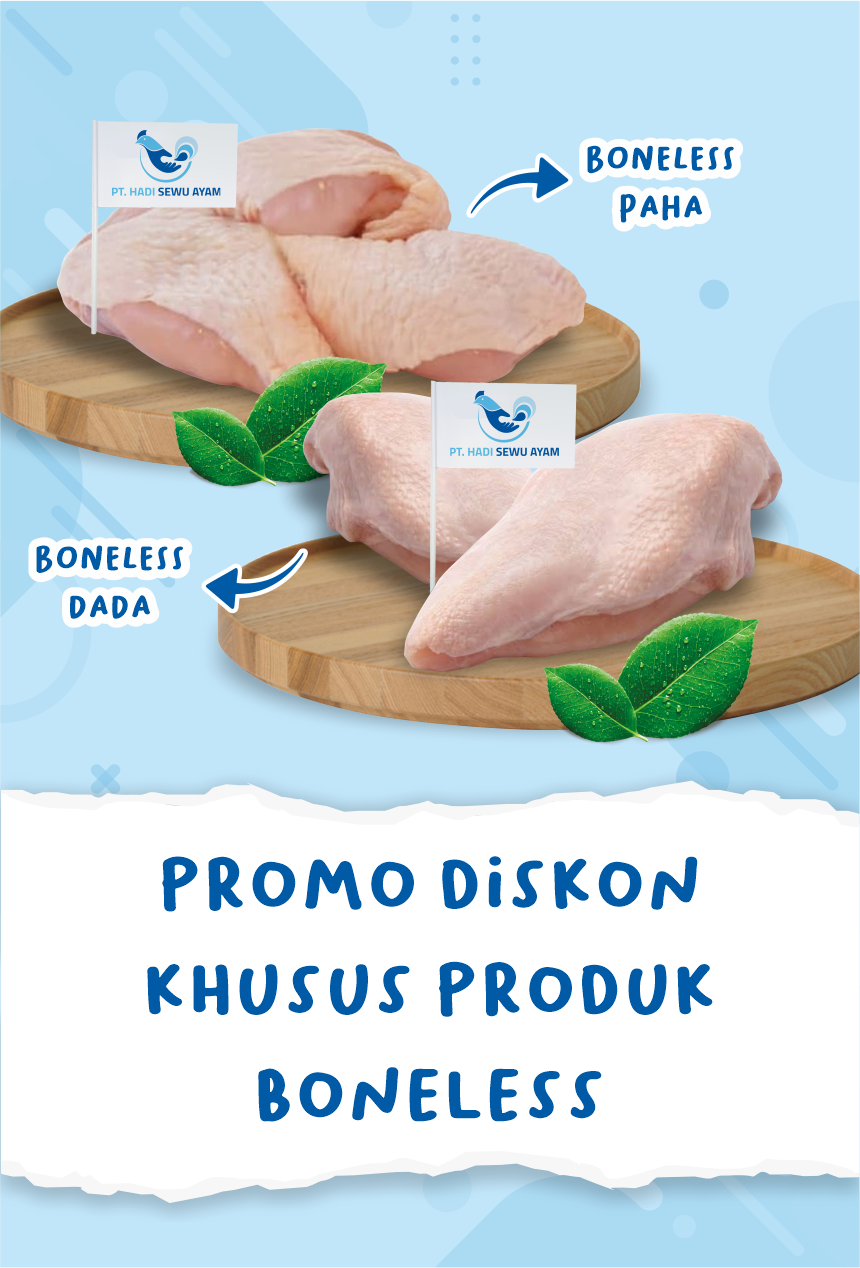 PT. HADI SEWU AYAM
BONELESS
PAHA
PT. HADI SEWU AYAM
BONELESS
DADA
PROMO DiSKON
KHUSUS PRODUK
BONELESS